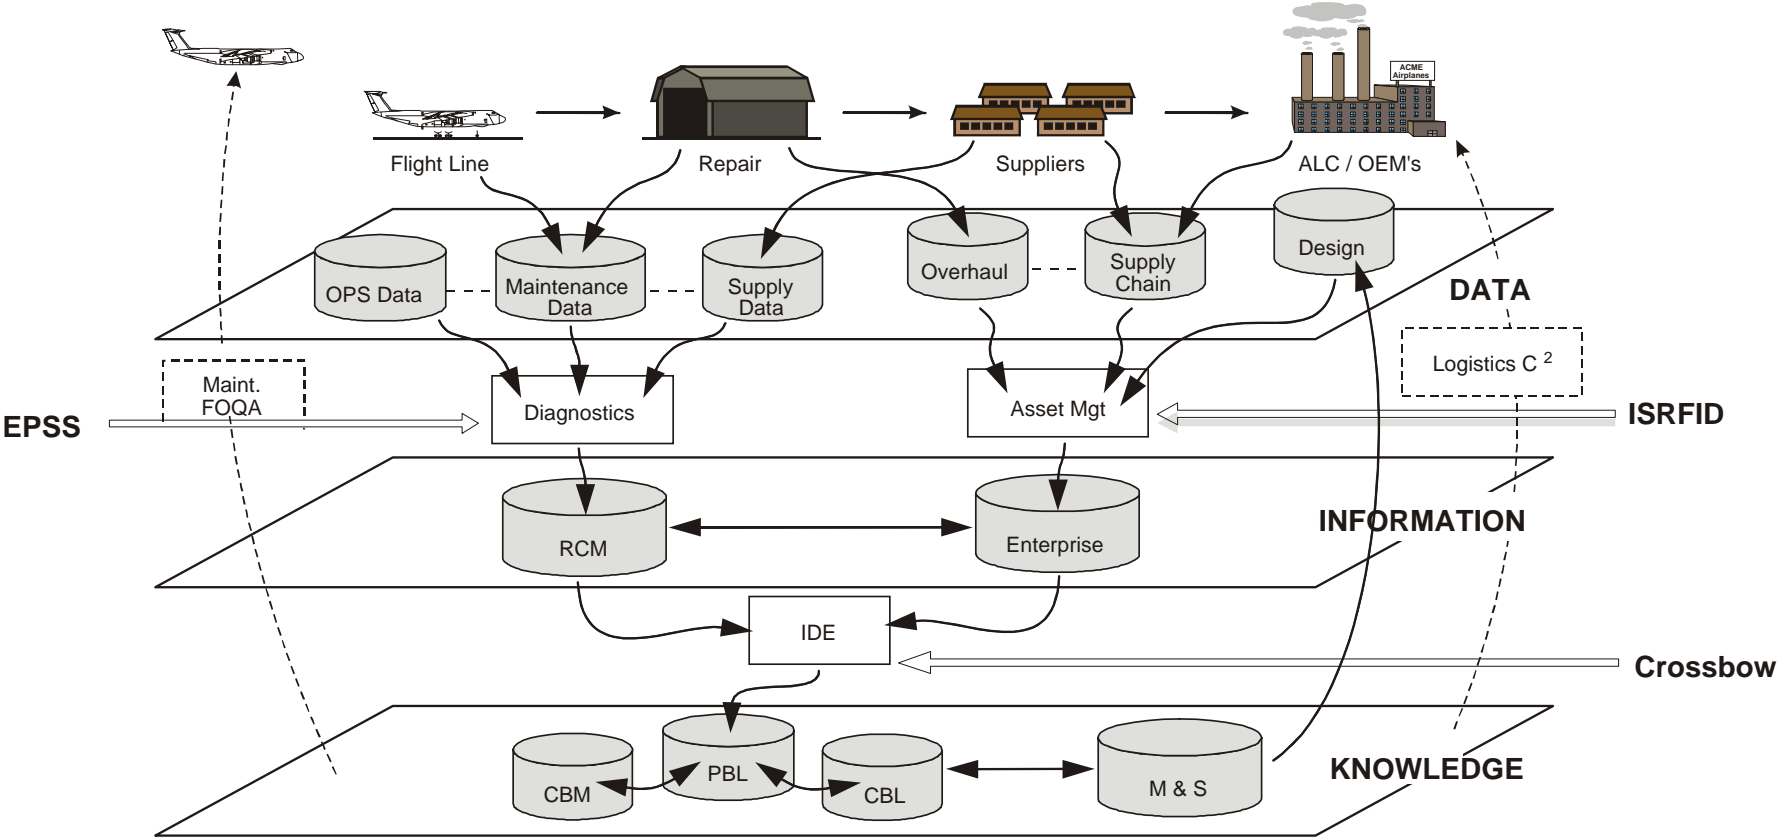 ACME
Airplanes
Flight Line
Repair
Suppliers
ALC / OEM's
OPS Data
Maintenance
Data
Supply
Data
Overhaul
Supply
Chain
Design
DATA
Maint.
FOQA
Logistics C 2
EPSS
Diagnostics
Asset Mgt
ISRFID
RCM
Enterprise
INFORMATION
IDE
Crossbow
CBM
PBL
CBL
M & S
KNOWLEDGE